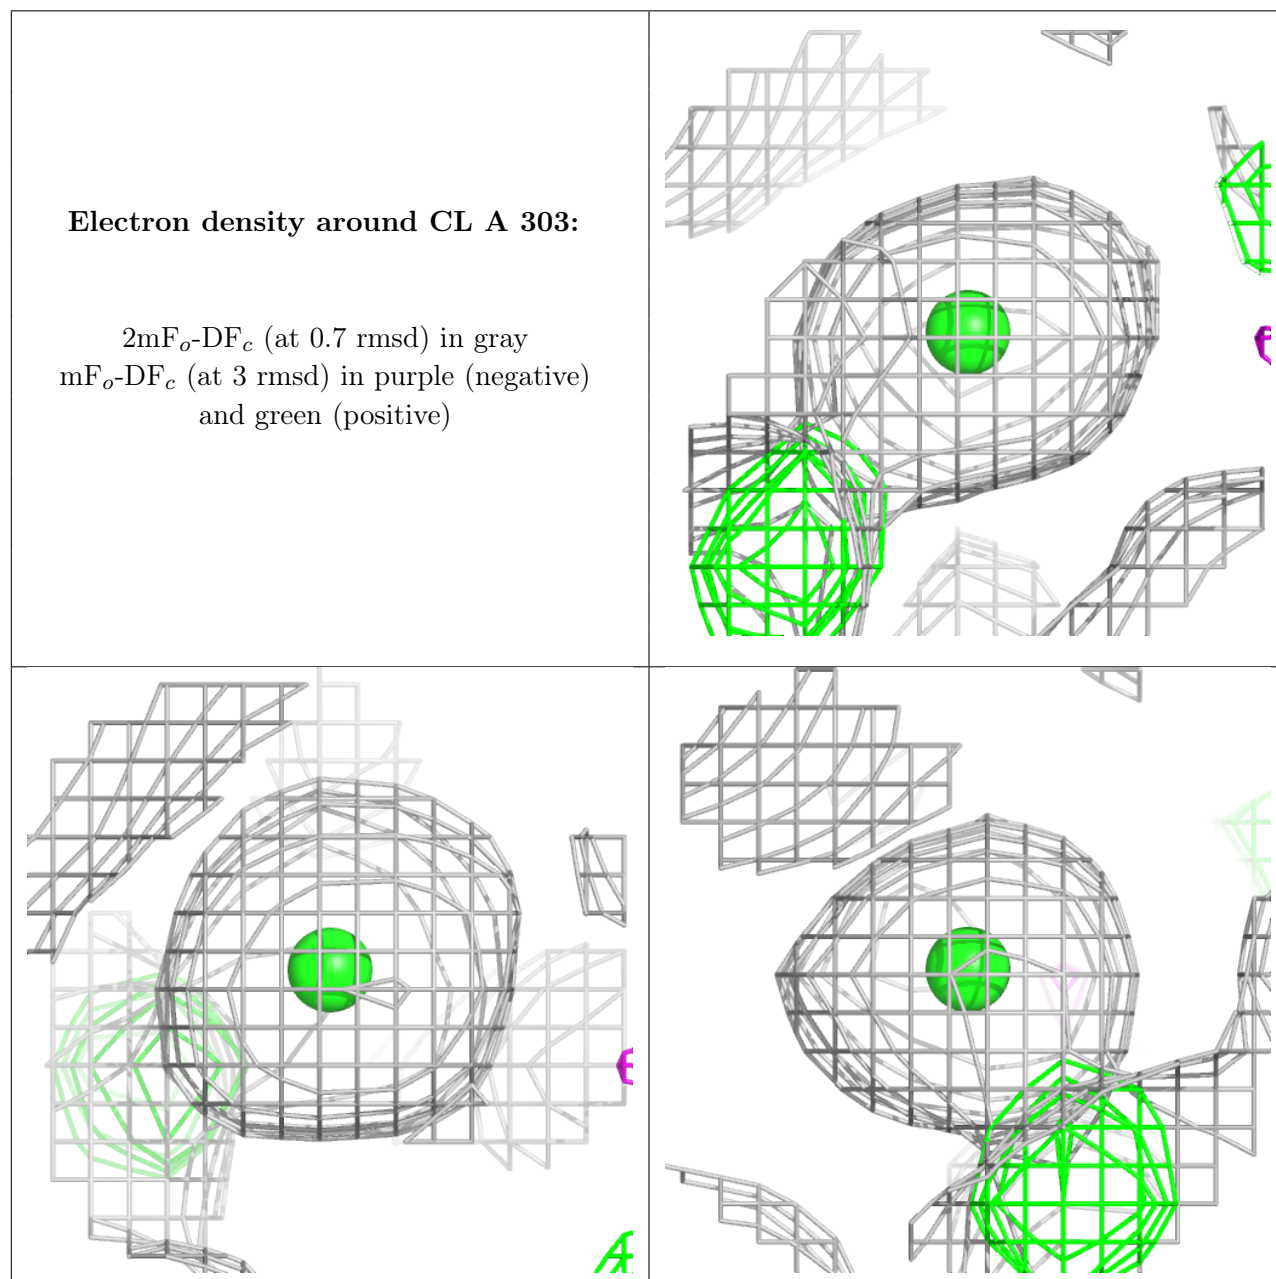 Electron density around CL A 303:
2mFₒ-DF𝒸 (at 0.7 rmsd) in gray
mFₒ-DF𝒸 (at 3 rmsd) in purple (negative)
and green (positive)